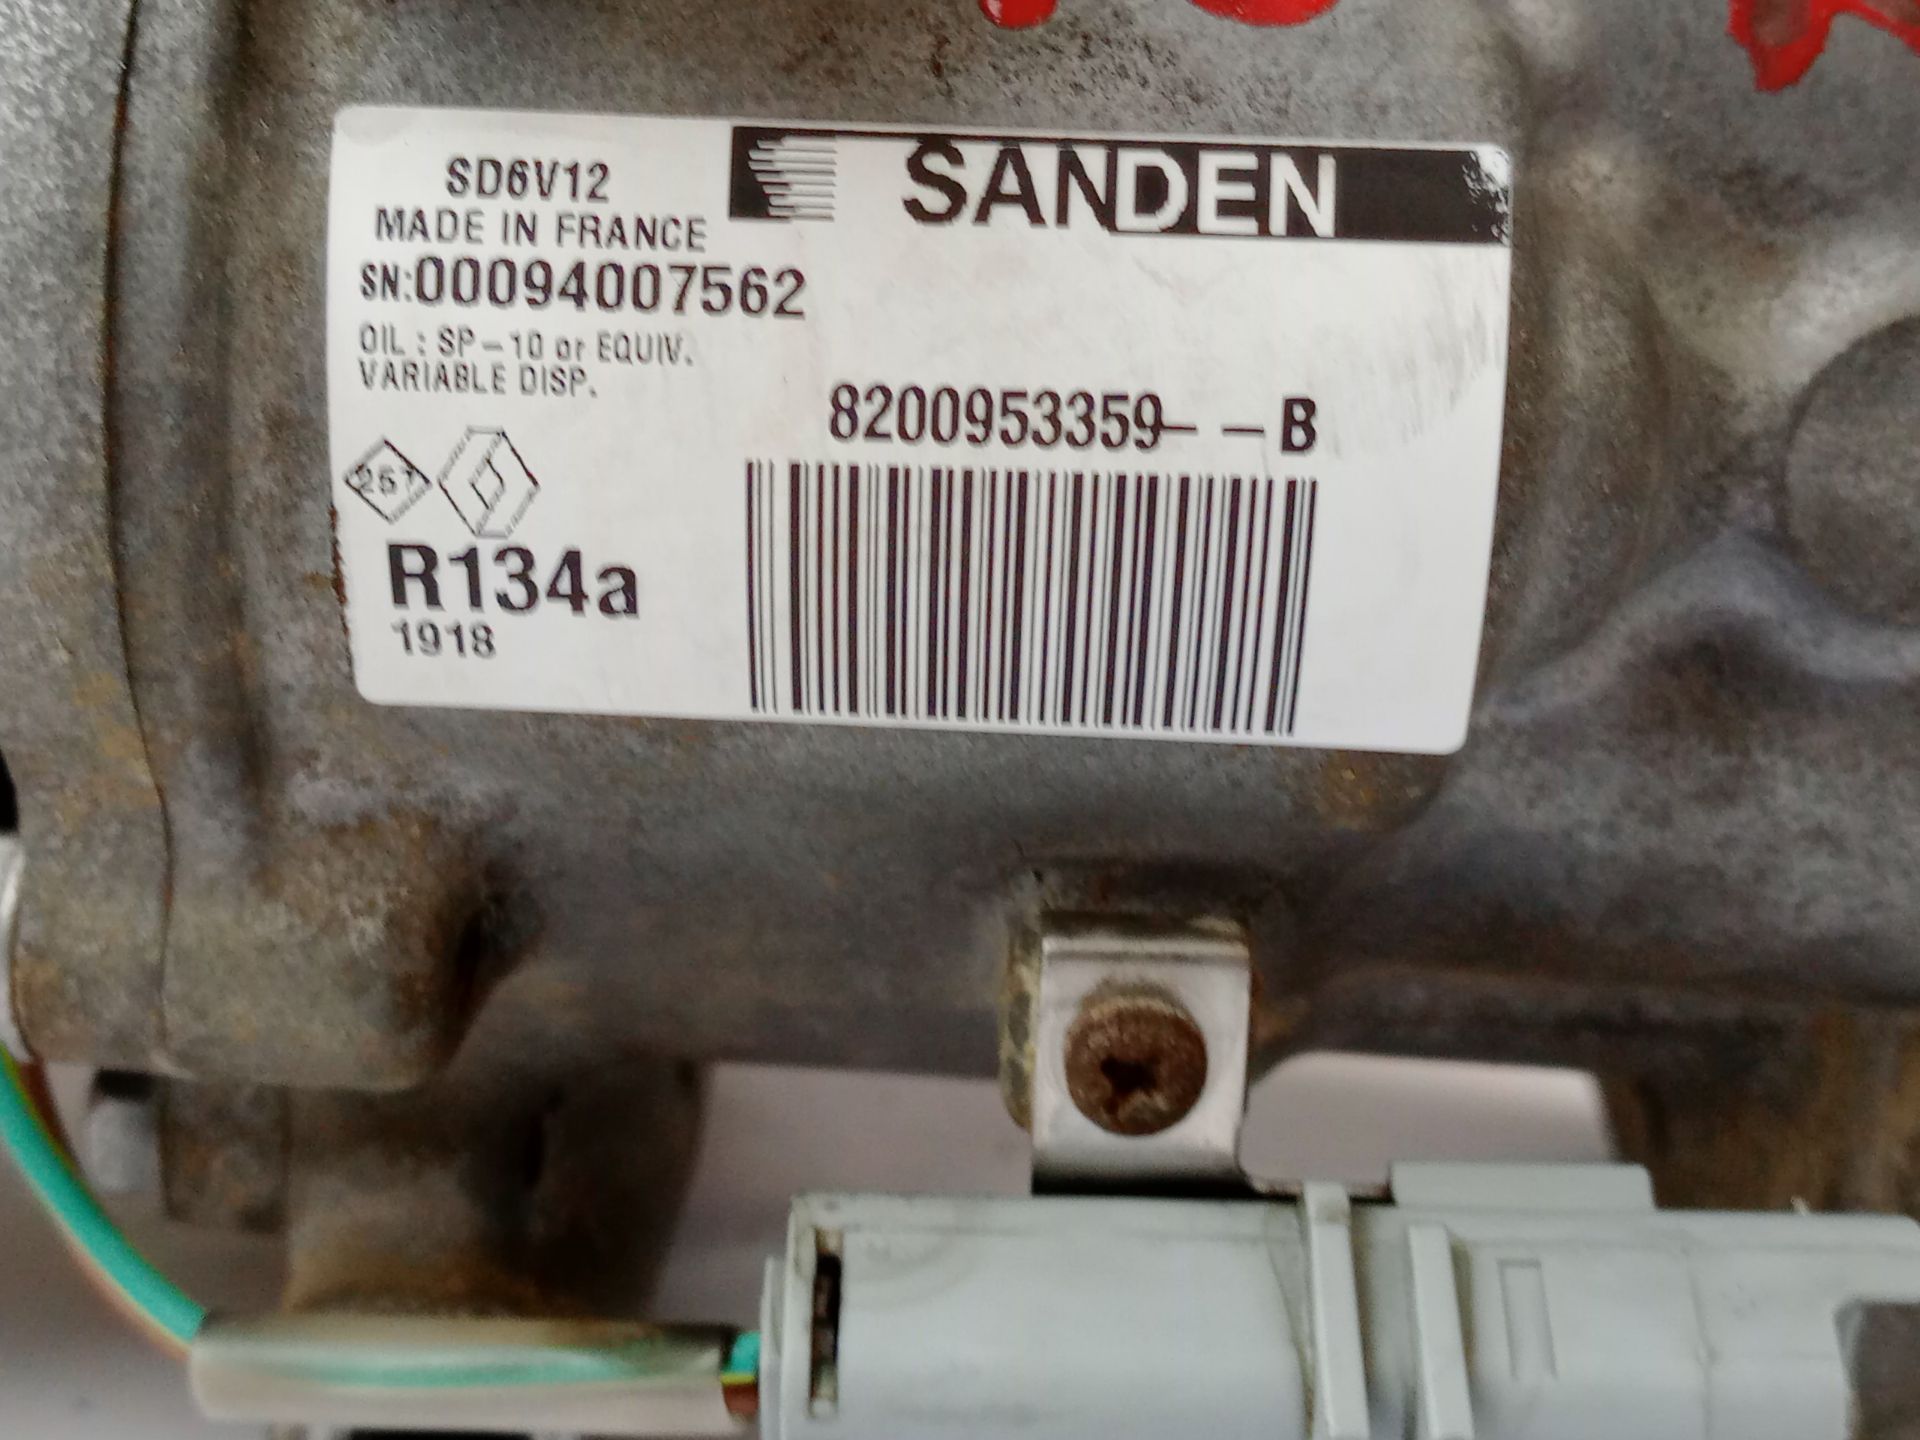 SD6V12
SANDEN
MADE IN FRANCE
SN:00094007562
OIL : SP-10 or EQUIV.
VARIABLE DISP.
8200953359- -B
257
R134a
1918